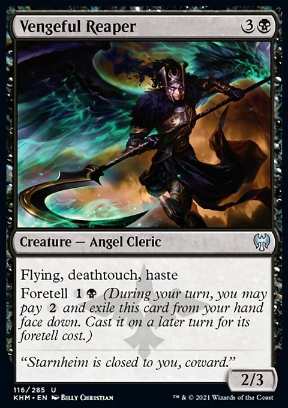 Vengeful Reaper 3
Creature — Angel Cleric
Flying, deathtouch, haste
Foretell 1 (During your turn, you may
pay 2 and exile this card from your hand
face down. Cast it on a later turn for its
foretell cost.)
“Starnheim is closed to you, coward.”
2/3
116/285 U
KHM • EN BILLY CHRISTIAN
™ & © 2021 Wizards of the Coast